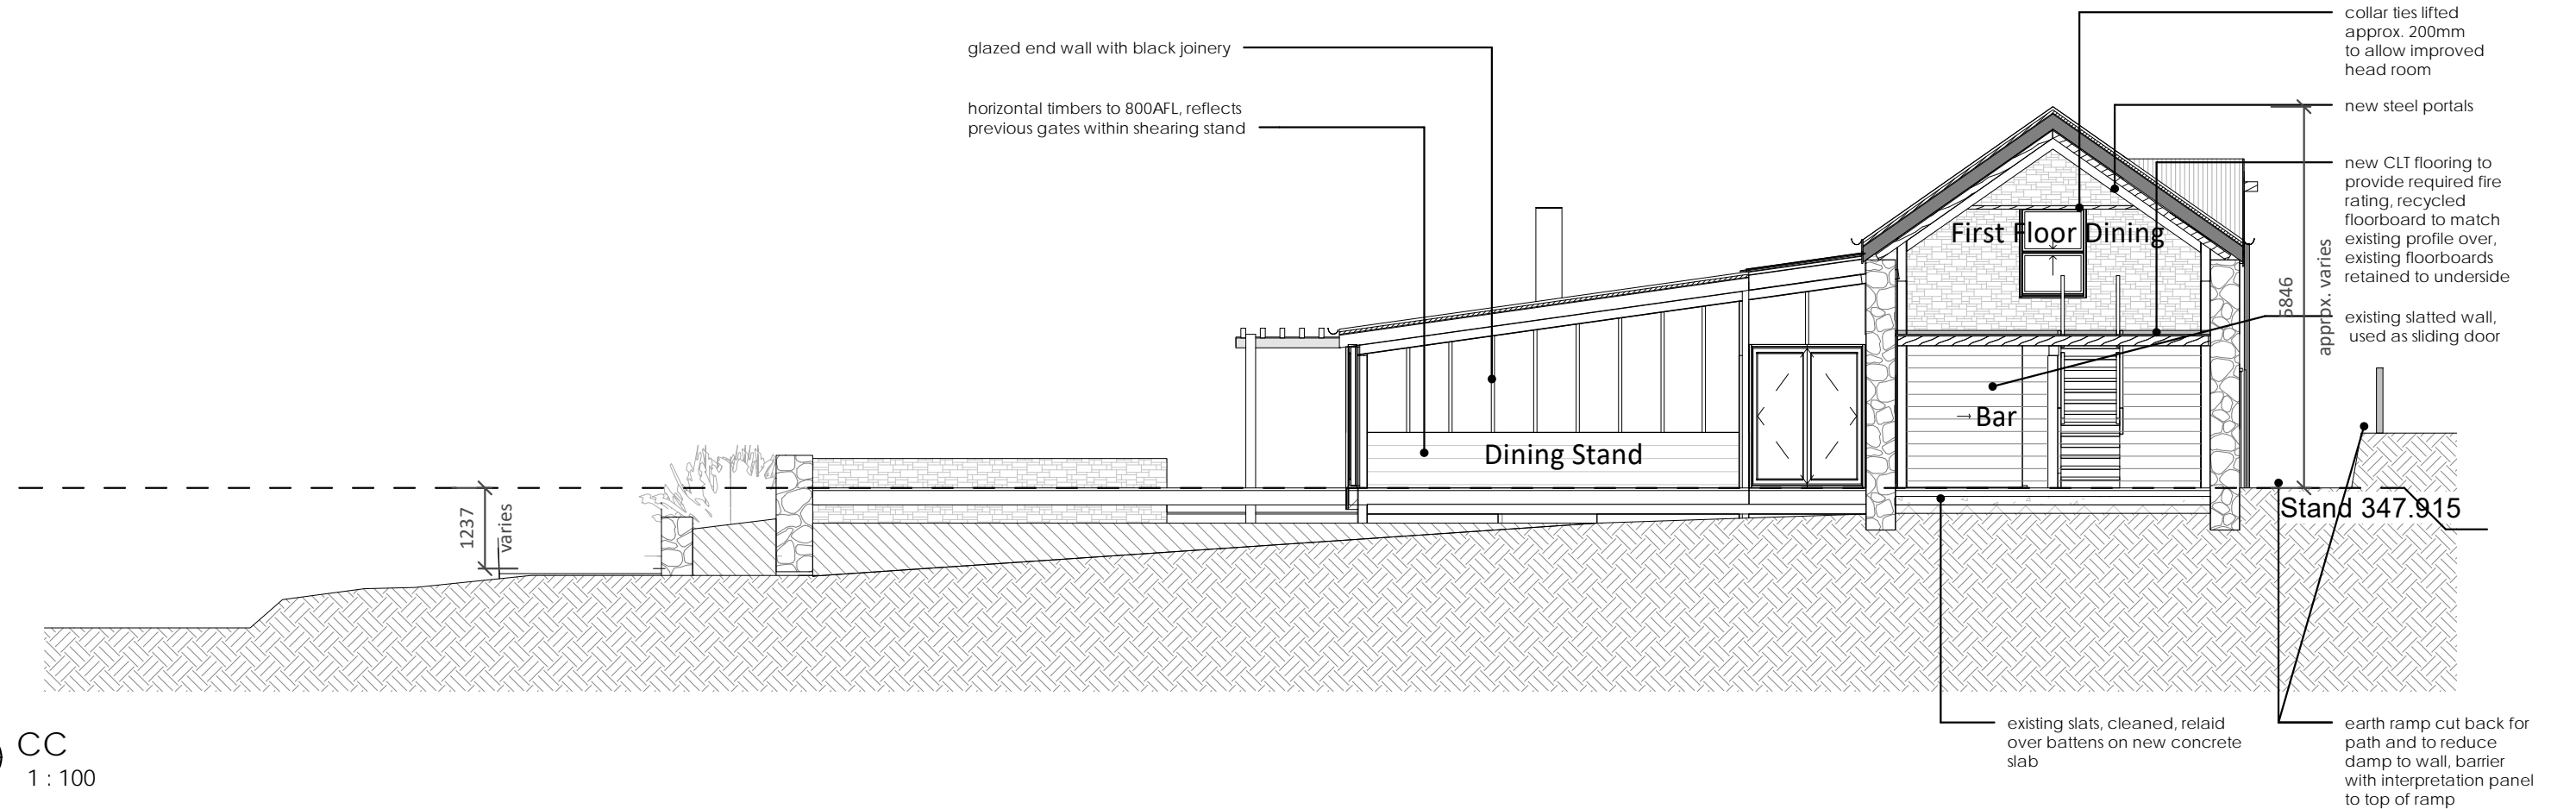 glazed end wall with black joinery
horizontal timbers to 800AFL, reflects
previous gates within shearing stand
collar ties lifted
approx. 200mm
to allow improved
head room
new steel portals
new CLT flooring to
provide required fire
rating, recycled
floorboard to match
existing profile over,
existing floorboards
retained to underside
existing slatted wall,
used as sliding door
First Floor Dining
Bar
Dining Stand
5846
approx. varies
1237
varies
Stand 347.915
existing slats, cleaned, relaid
over battens on new concrete
slab
earth ramp cut back for
path and to reduce
damp to wall, barrier
with interpretation panel
to top of ramp
CC
1 : 100